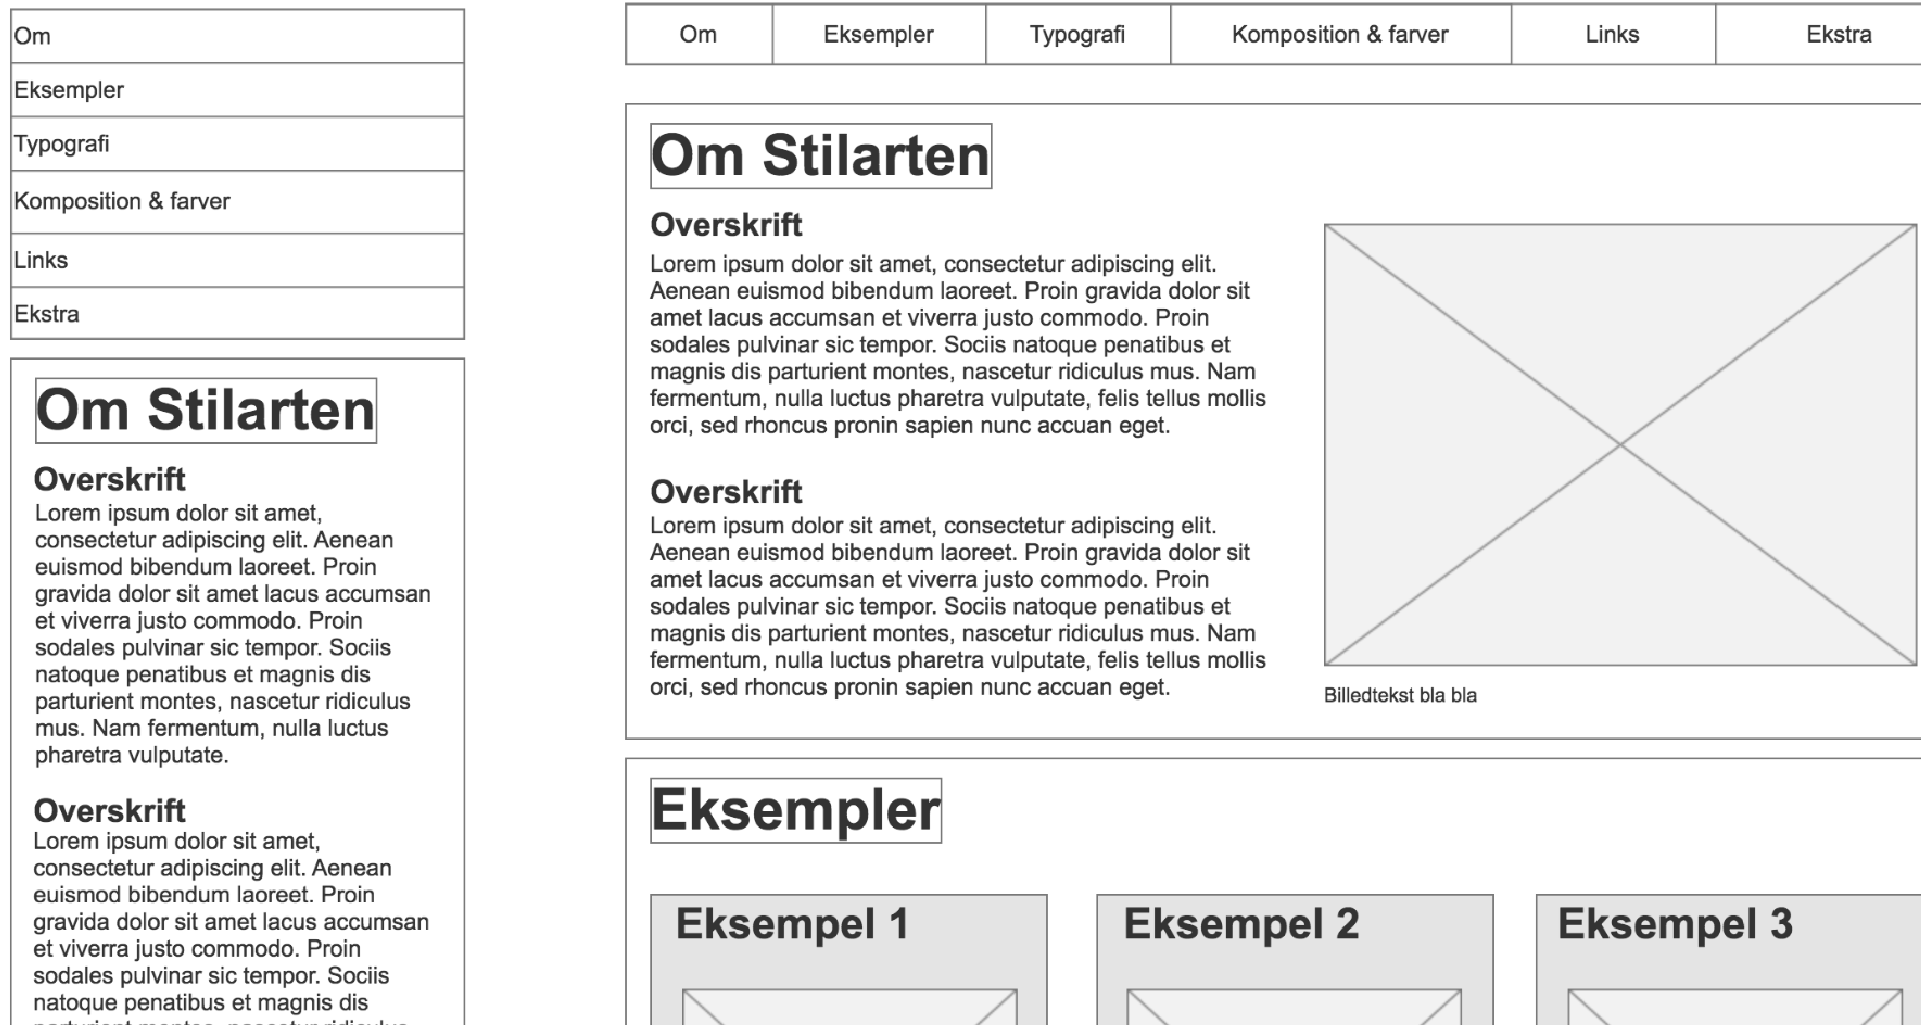 Om
Eksempler
Typografi
Komposition & farver
Links
Ekstra
Om Stilarten
Overskrift
Lorem ipsum dolor sit amet,
consectetur adipiscing elit. Aenean
euismod bibendum laoreet. Proin
gravida dolor sit amet lacus accumsan
et viverra justo commodo. Proin
sodales pulvinar sic tempor. Sociis
natoque penatibus et magnis dis
parturient montes, nascetur ridiculus
mus. Nam fermentum, nulla luctus
pharetra vulputate.
Overskrift
Lorem ipsum dolor sit amet,
consectetur adipiscing elit. Aenean
euismod bibendum laoreet. Proin
gravida dolor sit amet lacus accumsan
et viverra justo commodo. Proin
sodales pulvinar sic tempor. Sociis
natoque penatibus et magnis dis
Om
Eksempler
Typografi
Komposition & farver
Links
Ekstra
Om Stilarten
Overskrift
Lorem ipsum dolor sit amet, consectetur adipiscing elit.
Aenean euismod bibendum laoreet. Proin gravida dolor sit
amet lacus accumsan et viverra justo commodo. Proin
sodales pulvinar sic tempor. Sociis natoque penatibus et
magnis dis parturient montes, nascetur ridiculus mus. Nam
fermentum, nulla luctus pharetra vulputate, felis tellus mollis
orci, sed rhoncus pronin sapien nunc accuan eget.
Overskrift
Lorem ipsum dolor sit amet, consectetur adipiscing elit.
Aenean euismod bibendum laoreet. Proin gravida dolor sit
amet lacus accumsan et viverra justo commodo. Proin
sodales pulvinar sic tempor. Sociis natoque penatibus et
magnis dis parturient montes, nascetur ridiculus mus. Nam
fermentum, nulla luctus pharetra vulputate, felis tellus mollis
orci, sed rhoncus pronin sapien nunc accuan eget.
Billedtekst bla bla
Eksempler
Eksempel 1
Eksempel 2
Eksempel 3